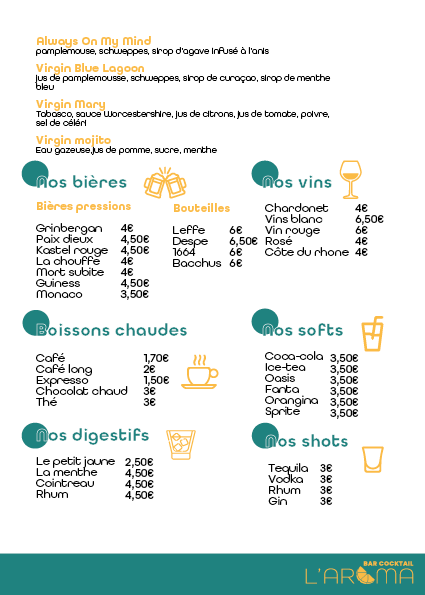 Always On My Mind
pamplemouse, schweppes, sirop d'agave infusé à l'anis
Virgin Blue Lagoon
jus de pamplemousse, schweppes, sirop de curaçao, sirop de menthe
bleu
Virgin Mary
Tabasco, sauce Worcestershire, jus de citrons, jus de tomate, poivre,
sel de céléri
Virgin mojito
Eau gazeuse,jus de pomme, sucre, menthe
Nos bières
Bières pressions
Grinbergan 4€
Paix dieux 4,50€
Kastel rouge 4,50€
La chouffe 4€
Mort subite 4€
Guiness 4,50€
Monaco 3,50€
Bouteilles
Leffe 6€
Despe 6,50€
1664 6€
Bacchus 6€
Nos vins
Chardonet 4€
Vins blanc 6,50€
Vin rouge 6€
Rosé 4€
Côte du rhone 4€
Boissons chaudes
Café 1,70€
Café long 2€
Expresso 1,50€
Chocolat chaud 3€
Thé 3€
Nos softs
Coca-cola 3,50€
Ice-tea 3,50€
Oasis 3,50€
Fanta 3,50€
Orangina 3,50€
Sprite 3,50€
Nos digestifs
Le petit jaune 2,50€
La menthe 4,50€
Cointreau 4,50€
Rhum 4,50€
Nos shots
Tequila 3€
Vodka 3€
Rhum 3€
Gin 3€
BAR COCKTAIL
L'AROMA